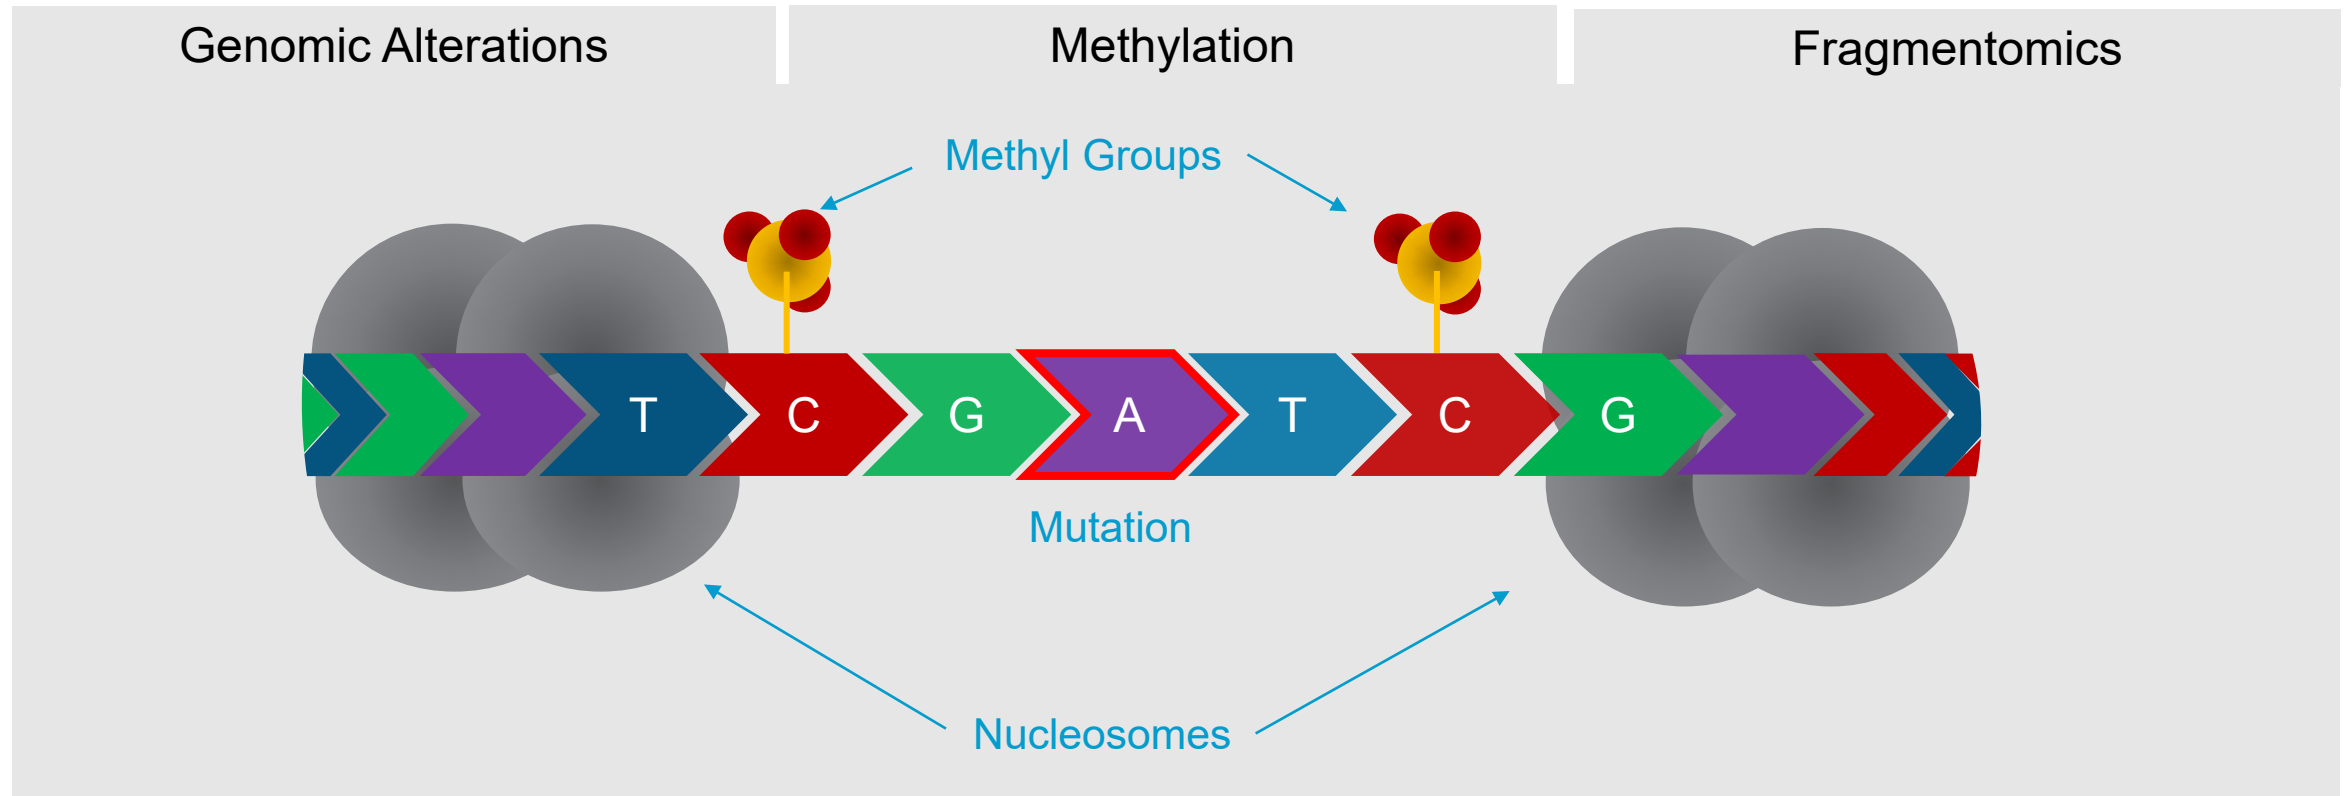 Genomic Alterations
Methylation
Fragmentomics
Methyl Groups
T C G A T C G
Mutation
Nucleosomes